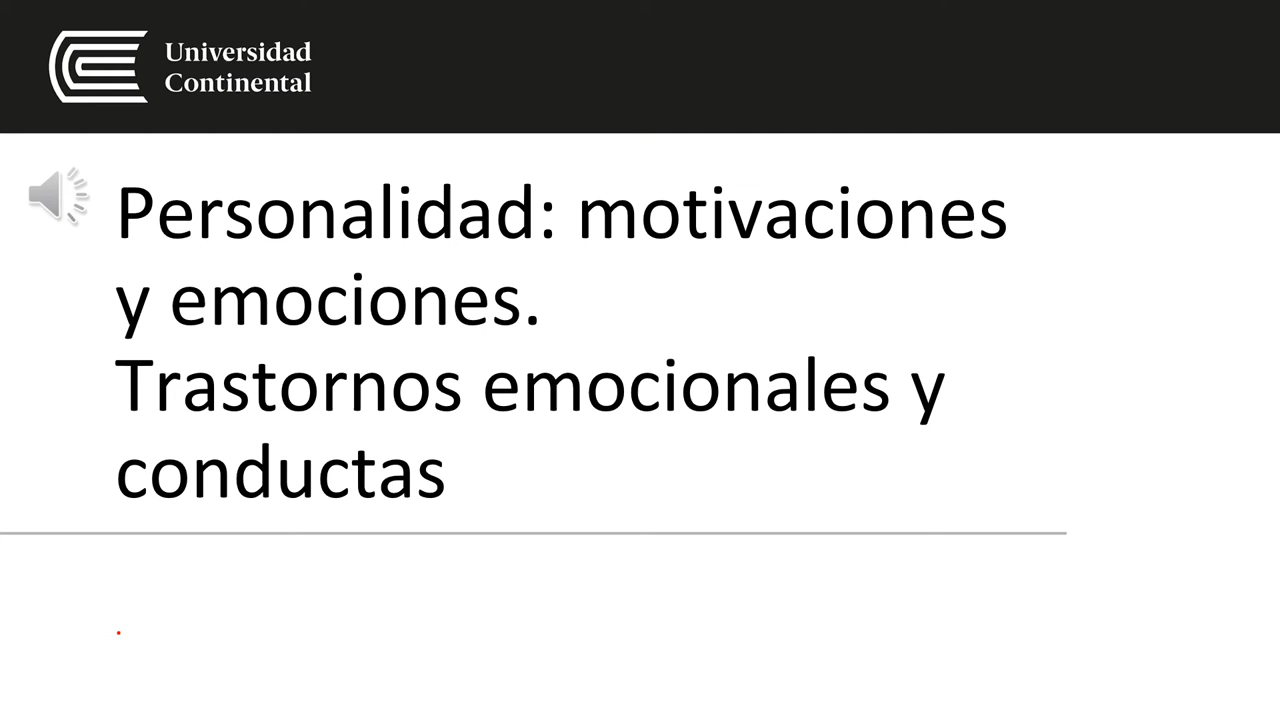 Universidad
Continental
Personalidad: motivaciones
y emociones.
Trastornos emocionales y
conductas
.